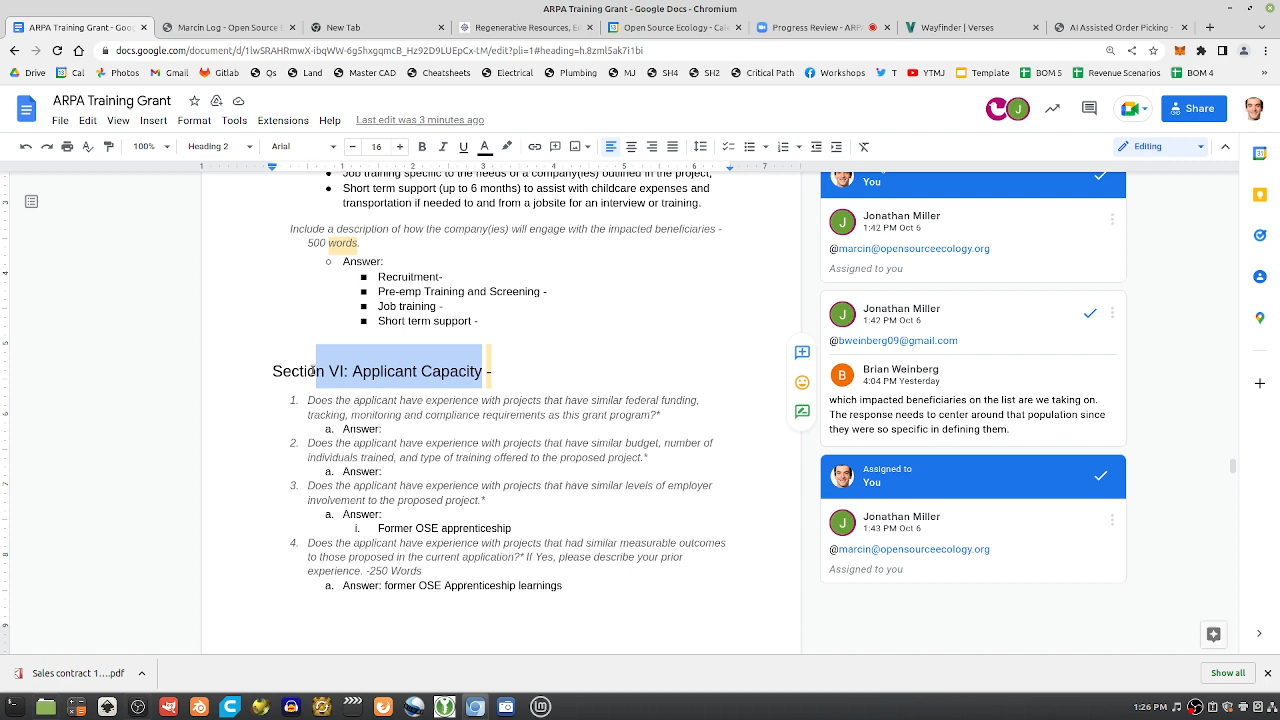 ARPA Training Grant - Google Docs - Chromium
ARPA Training Grant - Goo
Marcin Log - Open Source E
New Tab
Regenerative Resources, Ec
Open Source Ecology - Cale
Progress Review - ARP
Wayfinder | Verses
AI Assisted Order Picking -
docs.google.com/document/d/1lwSRAHRmwX-ibqWW-6g5hxgqmcB_Hz92D9LUEpCx-tM/edit?pli=1#heading=h.8zml5ak7i1bi
Drive
Cal
Photos
Gmail
Gitlab
Qs
Land
Master CAD
Cheatsheets
Electrical
Plumbing
MJ
SH4
SH2
Critical Path
Workshops
T
YTMJ
Template
BOM 5
Revenue Scenarios
BOM 4
»
ARPA Training Grant
File Edit View Insert Format Tools Extensions Help Last edit was 3 minutes ago
J
Share
100% Heading 2 Arial 16 Editing
Job training specific to the needs of a company(ies) outlined in the project,
Short term support (up to 6 months) to assist with childcare expenses and
transportation if needed to and from a jobsite for an interview or training.
Include a description of how the company(ies) will engage with the impacted beneficiaries -
500 words.
Answer:
Recruitment-
Pre-emp Training and Screening -
Job training -
Short term support -
Section VI: Applicant Capacity -
1. Does the applicant have experience with projects that have similar federal funding,
tracking, monitoring and compliance requirements as this grant program?*
a. Answer:
2. Does the applicant have experience with projects that have similar budget, number of
individuals trained, and type of training offered to the proposed project.*
a. Answer:
3. Does the applicant have experience with projects that have similar levels of employer
involvement to the proposed project.*
a. Answer:
i. Former OSE apprenticeship
4. Does the applicant have experience with projects that had similar measurable outcomes
to those proposed in the current application?* If Yes, please describe your prior
experience. -250 Words
a. Answer: former OSE Apprenticeship learnings
You
J
Jonathan Miller
1:42 PM Oct 6
@marcin@opensourceecology.org
Assigned to you
J
Jonathan Miller
1:42 PM Oct 6
@bweinberg09@gmail.com
B
Brian Weinberg
4:04 PM Yesterday
which impacted beneficiaries on the list are we taking on.
The response needs to center around that population since
they were so specific in defining them.
Assigned to
You
J
Jonathan Miller
1:43 PM Oct 6
@marcin@opensourceecology.org
Assigned to you
Sales contract 1....pdf
Show all
1:26 PM